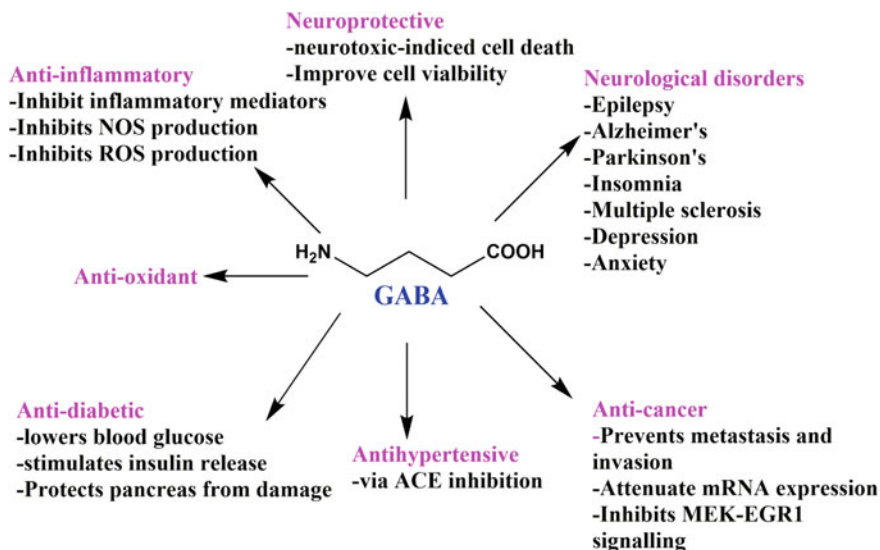 Neuroprotective
-neurotoxic-indiced cell death
-Improve cell vialbility
Anti-inflammatory
-Inhibit inflammatory mediators
-Inhibits NOS production
-Inhibits ROS production
Neurological disorders
-Epilepsy
-Alzheimer's
-Parkinson's
-Insomnia
-Multiple sclerosis
-Depression
-Anxiety
H₂N
COOH
GABA
Anti-oxidant
Anti-diabetic
-lowers blood glucose
-stimulates insulin release
-Protects pancreas from damage
Antihypertensive
-via ACE inhibition
Anti-cancer
-Prevents metastasis and
invasion
-Attenuate mRNA expression
-Inhibits MEK-EGR1
signalling